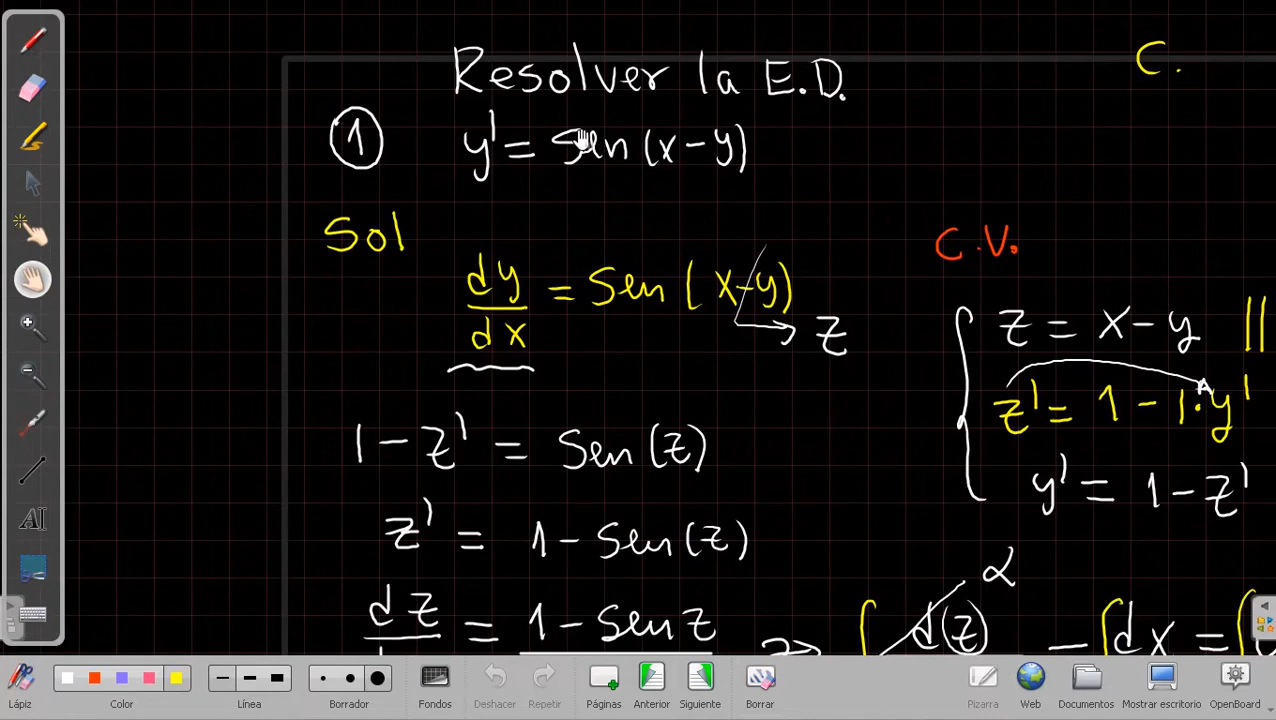 Resolver la E.D.
C.
1 y' = sen (x-y)
Sol
C.V.
dy/dx = Sen (x-y)
z
z = x-y ||
z' = 1 - 1·y'
1 - z' = Sen (z)
y' = 1 - z'
z' = 1 - Sen (z)
α
dz = 1 - Sen z
∫ d(z) - ∫ dx =
Lápiz
Color
Línea
Borrador
Fondos
Deshacer
Repetir
Páginas
Anterior
Siguiente
Borrar
Pizarra
Web
Documentos
Mostrar escritorio
OpenBoard